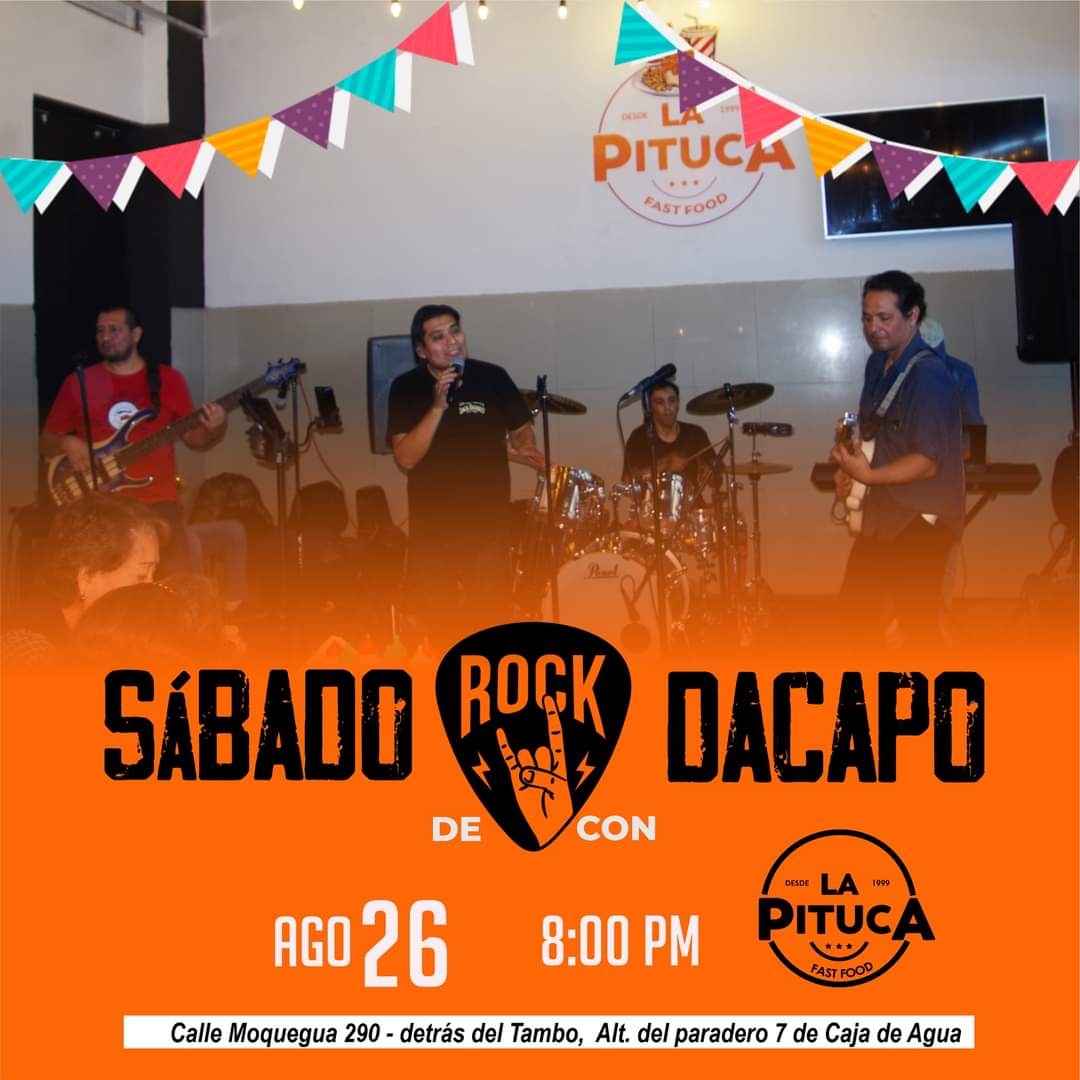 DESDE LA 1999
PITUCA
FAST FOOD
Pearl
SÁBADO ROCK DACAPO
DE CON
AGO 26 8:00 PM
DESDE LA 1999
PITUCA
FAST FOOD
Calle Moquegua 290 - detrás del Tambo, Alt. del paradero 7 de Caja de Agua